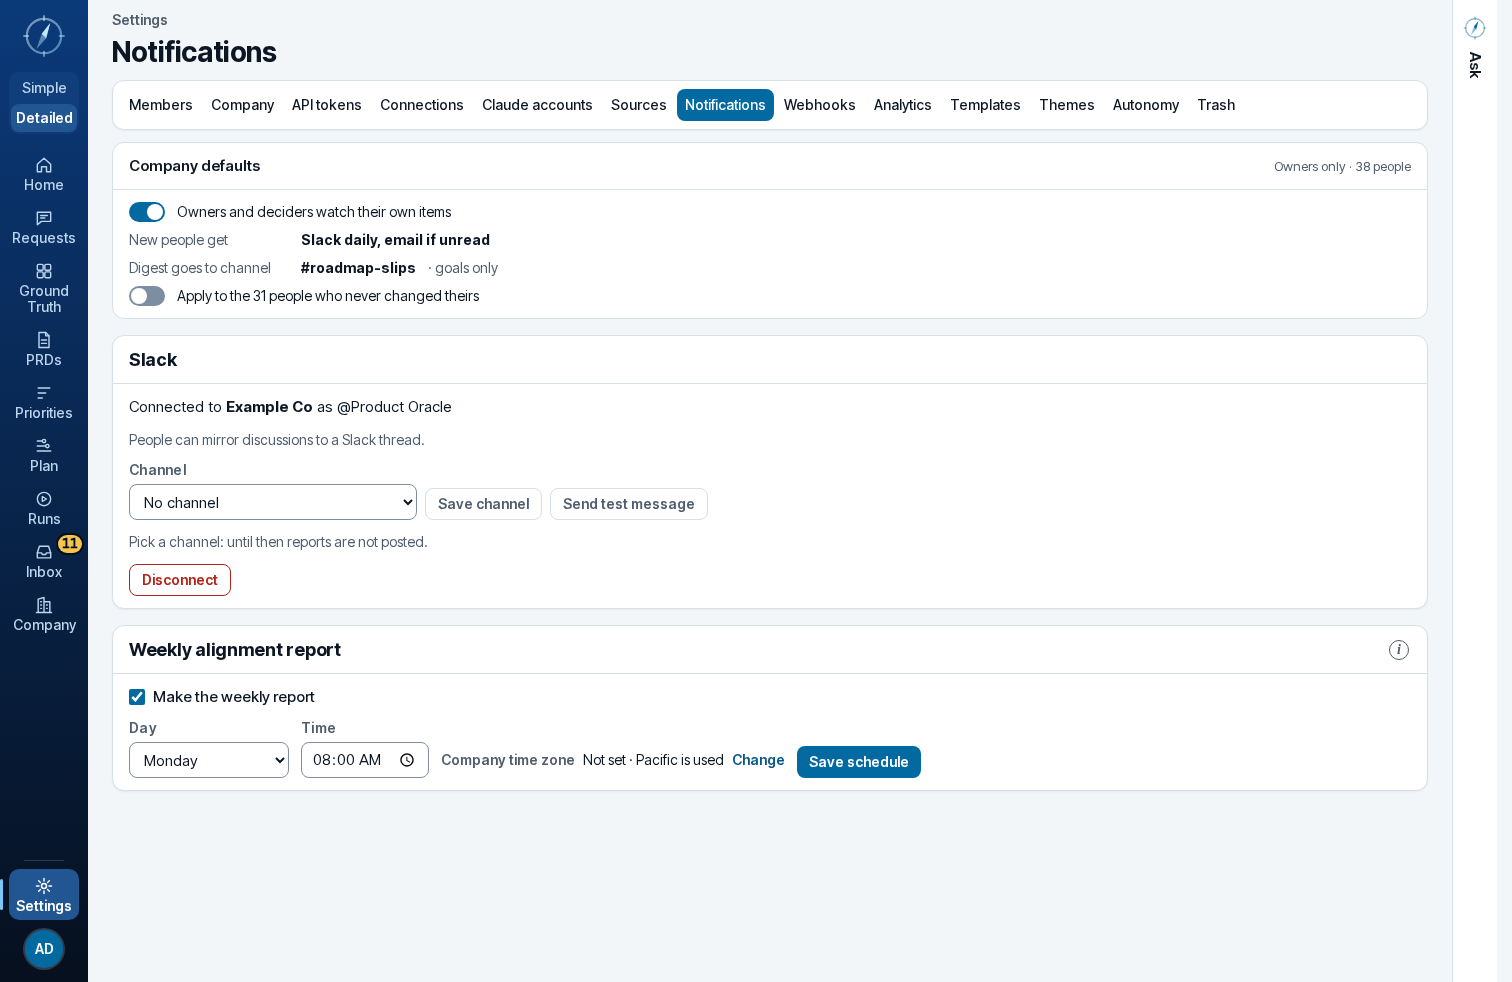 Settings
Notifications
Simple
Detailed
Home
Requests
Ground
Truth
PRDs
Priorities
Plan
Runs
11
Inbox
Company
Settings
AD
Members Company API tokens Connections Claude accounts Sources Notifications Webhooks Analytics Templates Themes Autonomy Trash
Company defaults
Owners only · 38 people
Owners and deciders watch their own items
New people get Slack daily, email if unread
Digest goes to channel #roadmap-slips · goals only
Apply to the 31 people who never changed theirs
Slack
Connected to Example Co as @Product Oracle
People can mirror discussions to a Slack thread.
Channel
No channel Save channel Send test message
Pick a channel: until then reports are not posted.
Disconnect
Weekly alignment report
i
Make the weekly report
Day Time
Monday 08:00 AM Company time zone Not set · Pacific is used Change Save schedule
Ask